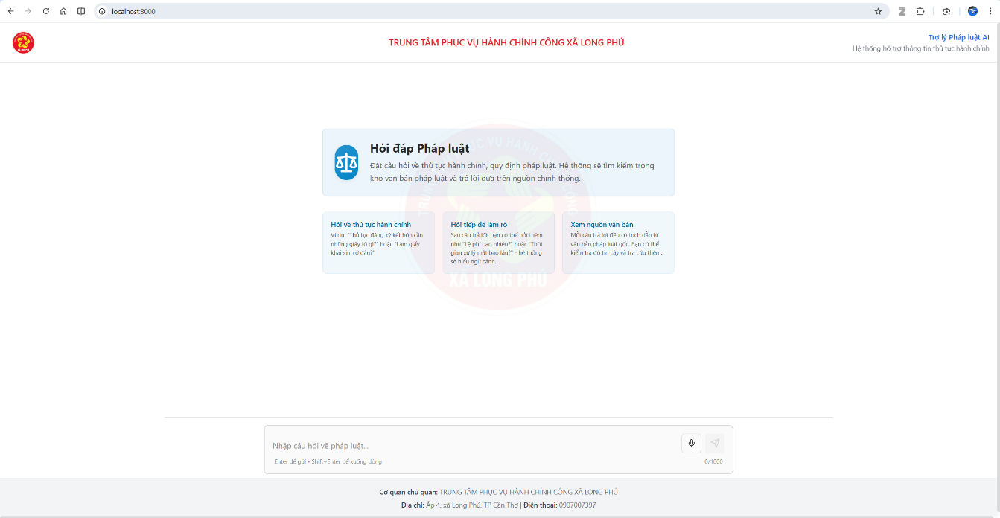 localhost:3000
TRUNG TÂM PHỤC VỤ HÀNH CHÍNH CÔNG XÃ LONG PHÚ
Trợ lý Pháp luật AI
Hệ thống hỗ trợ thông tin thủ tục hành chính
Hỏi đáp Pháp luật
Đặt câu hỏi về thủ tục hành chính, quy định pháp luật. Hệ thống sẽ tìm kiếm trong
kho văn bản pháp luật và trả lời dựa trên nguồn chính thống.
Hỏi về thủ tục hành chính
Ví dụ: "Thủ tục đăng ký kết hôn cần
những giấy tờ gì?" hoặc "Làm giấy
khai sinh ở đâu?"
Hỏi tiếp để làm rõ
Sau câu trả lời, bạn có thể hỏi thêm
như "Lệ phí bao nhiêu?" hoặc "Thời
gian xử lý mất bao lâu?" - hệ thống
sẽ hiểu ngữ cảnh.
Xem nguồn văn bản
Mỗi câu trả lời đều có trích dẫn từ
văn bản pháp luật gốc. Bạn có thể
kiểm tra độ tin cậy và tra cứu thêm.
XÃ LONG PHÚ
Nhập câu hỏi về pháp luật...
Enter để gửi • Shift+Enter để xuống dòng
0/1000
Cơ quan chủ quản: TRUNG TÂM PHỤC VỤ HÀNH CHÍNH CÔNG XÃ LONG PHÚ
Địa chỉ: Ấp 4, xã Long Phú, TP Cần Thơ | Điện thoại: 0907007397